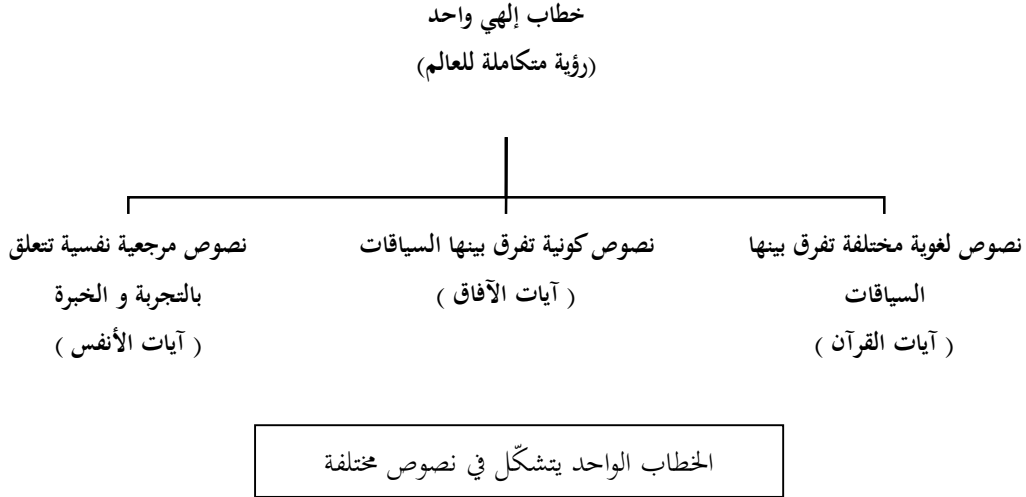 خطاب إلهي واحد
(رؤية متكاملة للعالم)
نصوص لغوية مختلفة تفرق بينها
السياقات
( آيات القرآن )
نصوص كونية تفرق بينها السياقات
( آيات الآفاق )
نصوص مرجعية نفسية تتعلق
بالتجربة و الخبرة
( آيات الأنفس )
الخطاب الواحد يتشكّل في نصوص مختلفة